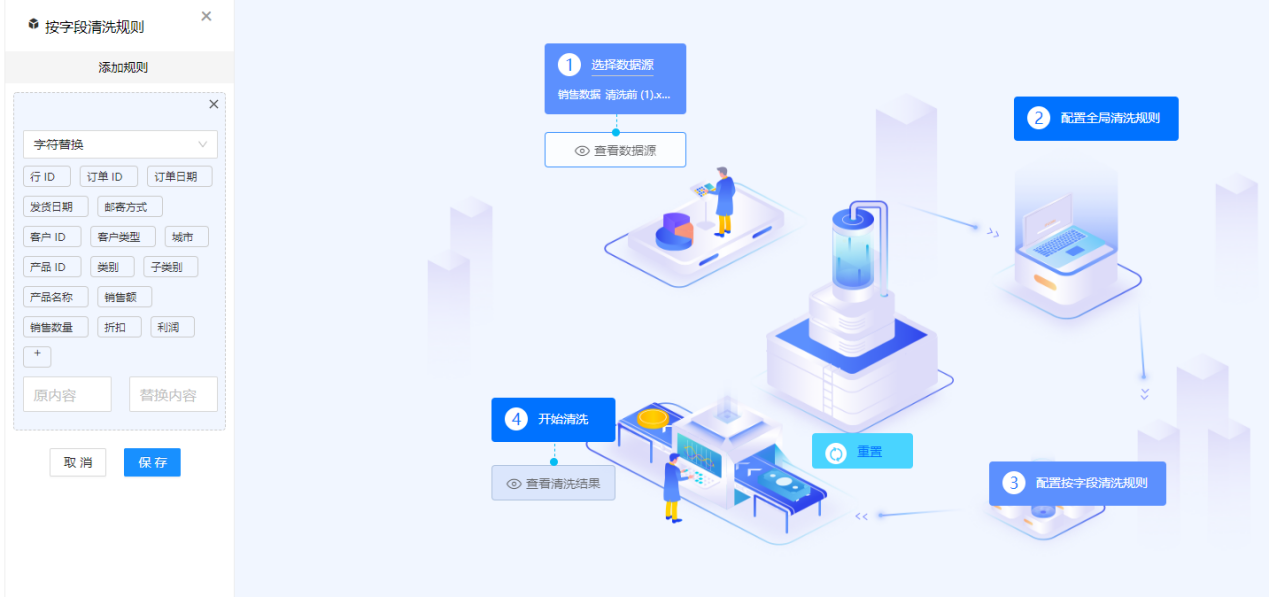 按字段清洗规则 ×
添加规则
×
字符替换
行 ID 订单 ID 订单日期
发货日期 邮寄方式
客户 ID 客户类型 城市
产品 ID 类别 子类别
产品名称 销售额
销售数量 折扣 利润
+
原内容 替换内容
取消 保存
1 选择数据源
销售数据 清洗前 (1).x...
查看数据源
2 配置全局清洗规则
3 配置按字段清洗规则
4 开始清洗
查看清洗结果
重置